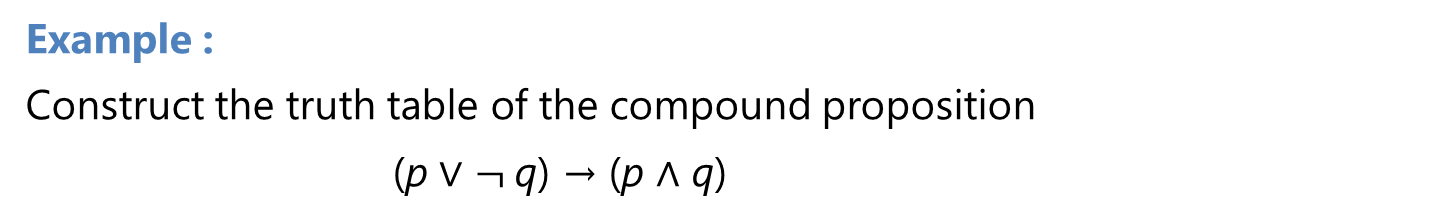 Example :
Construct the truth table of the compound proposition
(p ∨ ¬ q) → (p ∧ q)